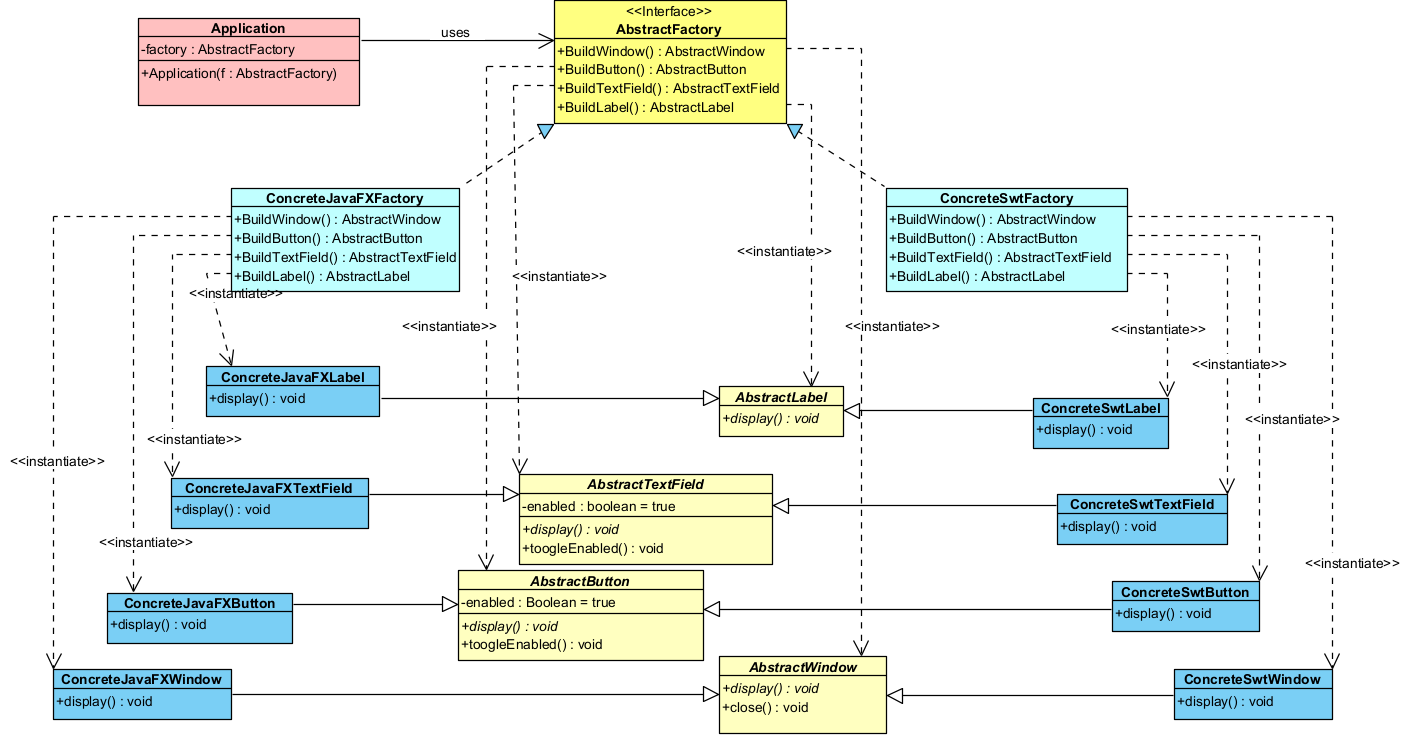 Application
-factory : AbstractFactory
+Application(f : AbstractFactory)
uses
<<Interface>>
AbstractFactory
+BuildWindow() : AbstractWindow
+BuildButton() : AbstractButton
+BuildTextField() : AbstractTextField
+BuildLabel() : AbstractLabel
ConcreteJavaFXFactory
+BuildWindow() : AbstractWindow
+BuildButton() : AbstractButton
+BuildTextField() : AbstractTextField
+BuildLabel() : AbstractLabel
ConcreteSwtFactory
+BuildWindow() : AbstractWindow
+BuildButton() : AbstractButton
+BuildTextField() : AbstractTextField
+BuildLabel() : AbstractLabel
<<instantiate>>
<<instantiate>>
<<instantiate>>
<<instantiate>>
<<instantiate>>
<<instantiate>>
<<instantiate>>
ConcreteJavaFXLabel
+display() : void
AbstractLabel
+display() : void
ConcreteSwtLabel
+display() : void
<<instantiate>>
<<instantiate>>
<<instantiate>>
ConcreteJavaFXTextField
+display() : void
AbstractTextField
-enabled : boolean = true
+display() : void
+toogleEnabled() : void
ConcreteSwtTextField
+display() : void
<<instantiate>>
<<instantiate>>
ConcreteJavaFXButton
+display() : void
AbstractButton
-enabled : Boolean = true
+display() : void
+toogleEnabled() : void
ConcreteSwtButton
+display() : void
ConcreteJavaFXWindow
+display() : void
AbstractWindow
+display() : void
+close() : void
ConcreteSwtWindow
+display() : void